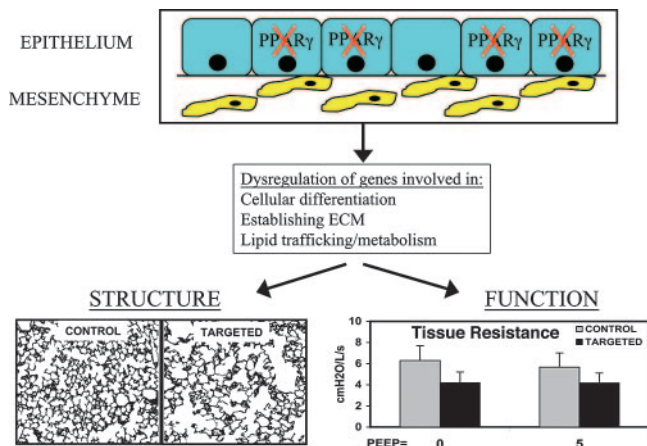 EPITHELIUM
PPARγ PPARγ PPARγ PPARγ
MESENCHYME
Dysregulation of genes involved in:
Cellular differentiation
Establishing ECM
Lipid trafficking/metabolism
STRUCTURE
FUNCTION
CONTROL
TARGETED
Tissue Resistance
CONTROL
TARGETED
cmH2O/L/s
10
8
6
4
2
0
PEEP= 0 5